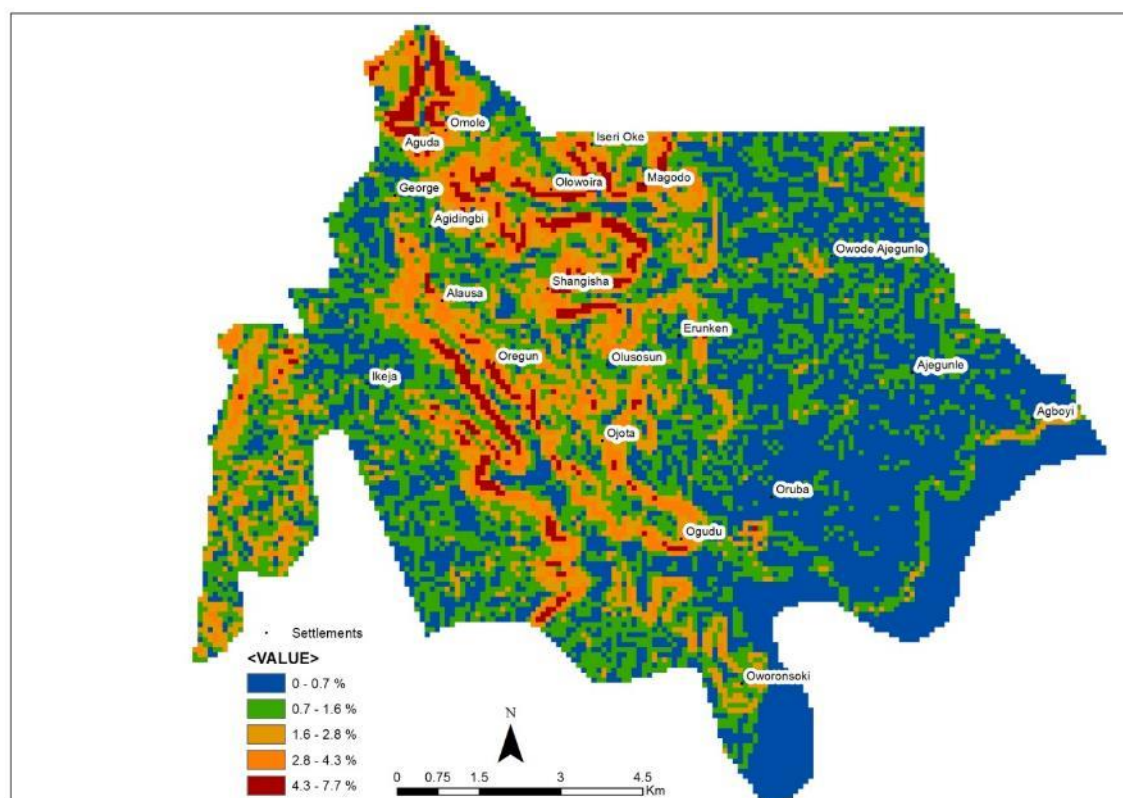 Omole
Iseri Oke
Aguda
Olowoira
Magodo
George
Agidingbi
Owode Ajegunle
Shangisha
Alausa
Erunken
Oregun
Olusosun
Ajegunle
Ikeja
Agboyi
Ojota
Oruba
Ogudu
Settlements
<VALUE>
Oworonsoki
0 - 0.7 %
0.7 - 1.6 %
1.6 - 2.8 %
2.8 - 4.3 %
4.3 - 7.7 %
N
0 0.75 1.5 3 4.5
Km